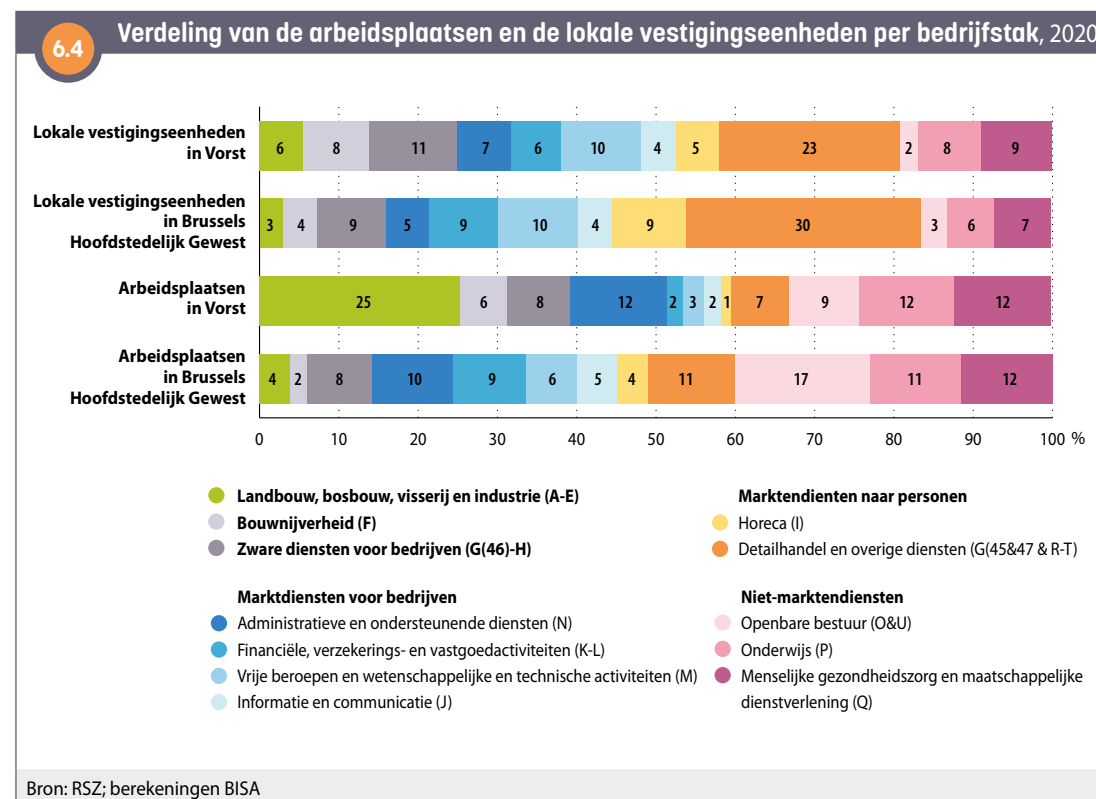 6.4
Verdeling van de arbeidsplaatsen en de lokale vestigingseenheden per bedrijfstak, 2020
Lokale vestigingseenheden
in Vorst
6 8 11 7 6 10 4 5 23 2 8 9
Lokale vestigingseenheden
in Brussels
Hoofdstedelijk Gewest
3 4 9 5 9 10 4 9 30 3 6 7
Arbeidsplaatsen
in Vorst
25 6 8 12 2 3 2 1 7 9 12 12
Arbeidsplaatsen
in Brussels
Hoofdstedelijk Gewest
4 2 8 10 9 6 5 4 11 17 11 12
0 10 20 30 40 50 60 70 80 90 100 %
Landbouw, bosbouw, visserij en industrie (A-E)
Bouwnijverheid (F)
Zware diensten voor bedrijven (G(46)-H)
Marktdiensten voor bedrijven
Administratieve en ondersteunende diensten (N)
Financiële, verzekerings- en vastgoedactiviteiten (K-L)
Vrije beroepen en wetenschappelijke en technische activiteiten (M)
Informatie en communicatie (J)
Marktendienten naar personen
Horeca (I)
Detailhandel en overige diensten (G(45&47 & R-T)
Niet-marktendiensten
Openbare bestuur (O&U)
Onderwijs (P)
Menselijke gezondheidszorg en maatschappelijke
dienstverlening (Q)
Bron: RSZ; berekeningen BISA